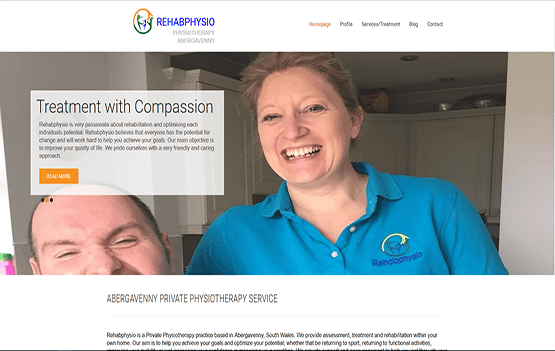 REHABPHYSIO
PHYSIOTHERAPY
ABERGAVENNY
Homepage Profile Services/Treatment Blog Contact
Treatment with Compassion
Rehabphysio is very passionate about rehabilitation and optimising each
individuals potential. Rehabphysio believes that everyone has the potential for
change and will work hard to help you achieve your goals. Our main objective is
to improve your quality of life. We pride ourselves with a very friendly and caring
approach.
READ MORE
Rehabphysio
ABERGAVENNY PRIVATE PHYSIOTHERAPY SERVICE
Rehabphysio is a Private Physiotherapy practice based in Abergavenny, South Wales. We provide assessment, treatment and rehabilitation within your
own home. Our aim is to help you achieve your goals and optimize your potential; whether that be returning to sport, returning to functional activities,